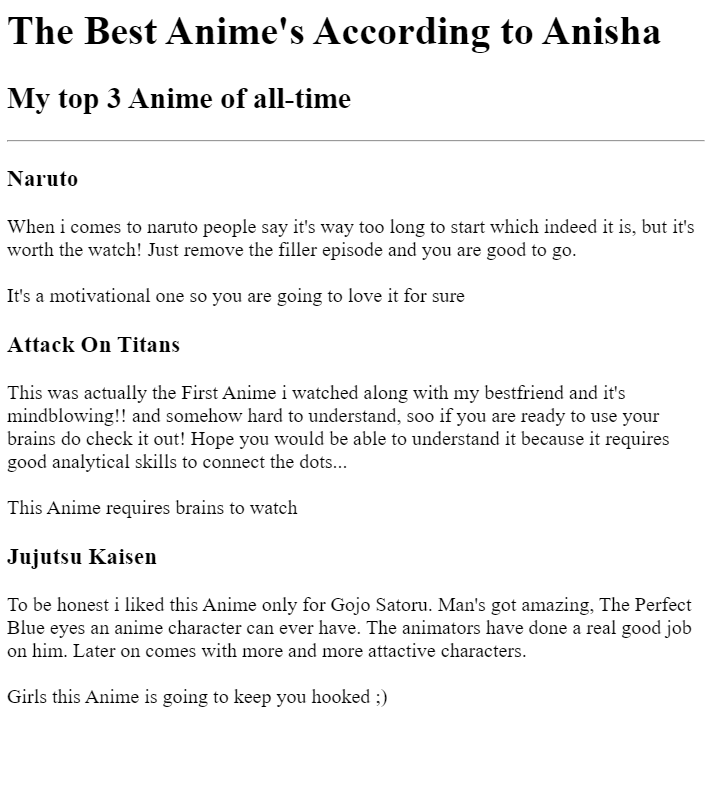 The Best Anime's According to Anisha
My top 3 Anime of all-time
Naruto
When i comes to naruto people say it's way too long to start which indeed it is, but it's
worth the watch! Just remove the filler episode and you are good to go.
It's a motivational one so you are going to love it for sure
Attack On Titans
This was actually the First Anime i watched along with my bestfriend and it's
mindblowing!! and somehow hard to understand, soo if you are ready to use your
brains do check it out! Hope you would be able to understand it because it requires
good analytical skills to connect the dots...
This Anime requires brains to watch
Jujutsu Kaisen
To be honest i liked this Anime only for Gojo Satoru. Man's got amazing, The Perfect
Blue eyes an anime character can ever have. The animators have done a real good job
on him. Later on comes with more and more attactive characters.
Girls this Anime is going to keep you hooked ;)